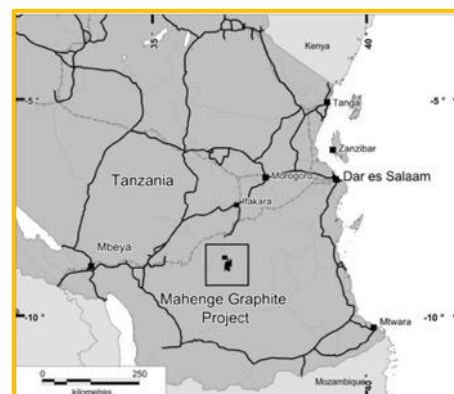 35
40
Kenya
-5
-5
Tanga
Zanzibar
Tanzania
Morogoro
Dar es Salaam
Ifakara
Mbeya
Mahenge Graphite
Project
-10
-10
Mtwara
0
250
kilometres
Mozambique
40